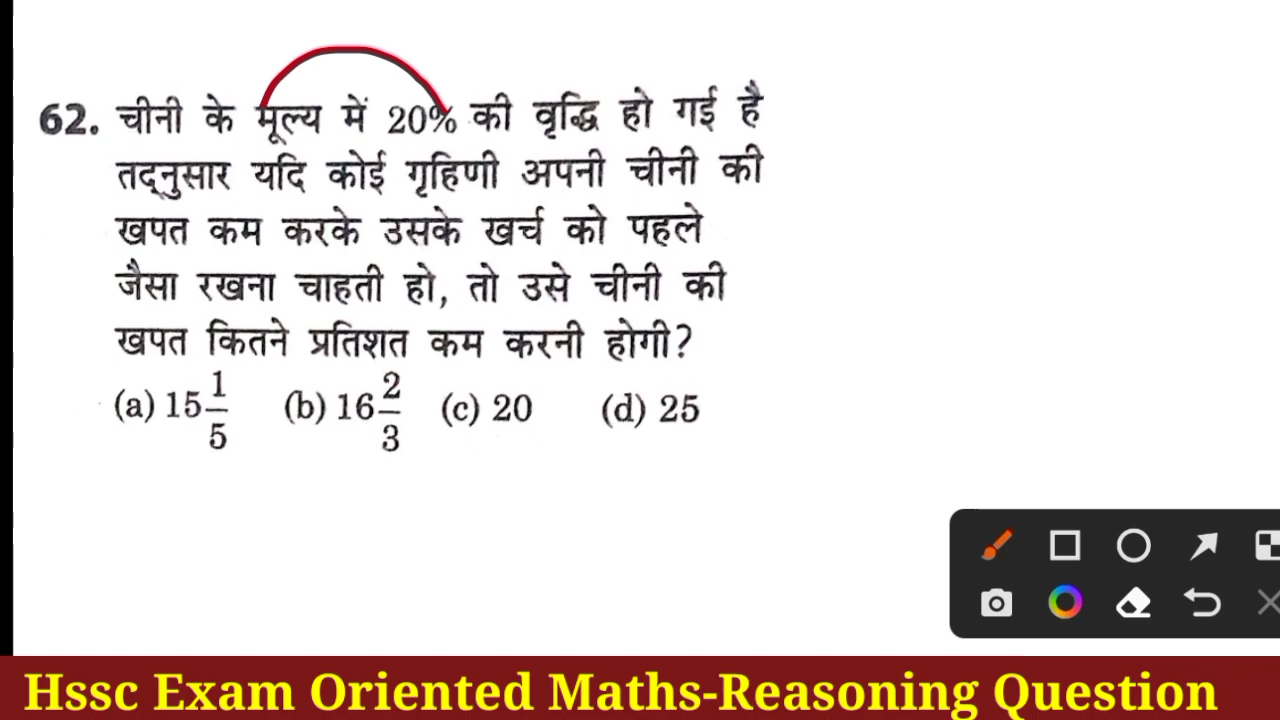 62. चीनी के मूल्य में 20% की वृद्धि हो गई है
तद्नुसार यदि कोई गृहिणी अपनी चीनी की
खपत कम करके उसके खर्च को पहले
जैसा रखना चाहती हो, तो उसे चीनी की
खपत कितने प्रतिशत कम करनी होगी?
(a) 15 1/5 (b) 16 2/3 (c) 20 (d) 25
Hssc Exam Oriented Maths-Reasoning Question